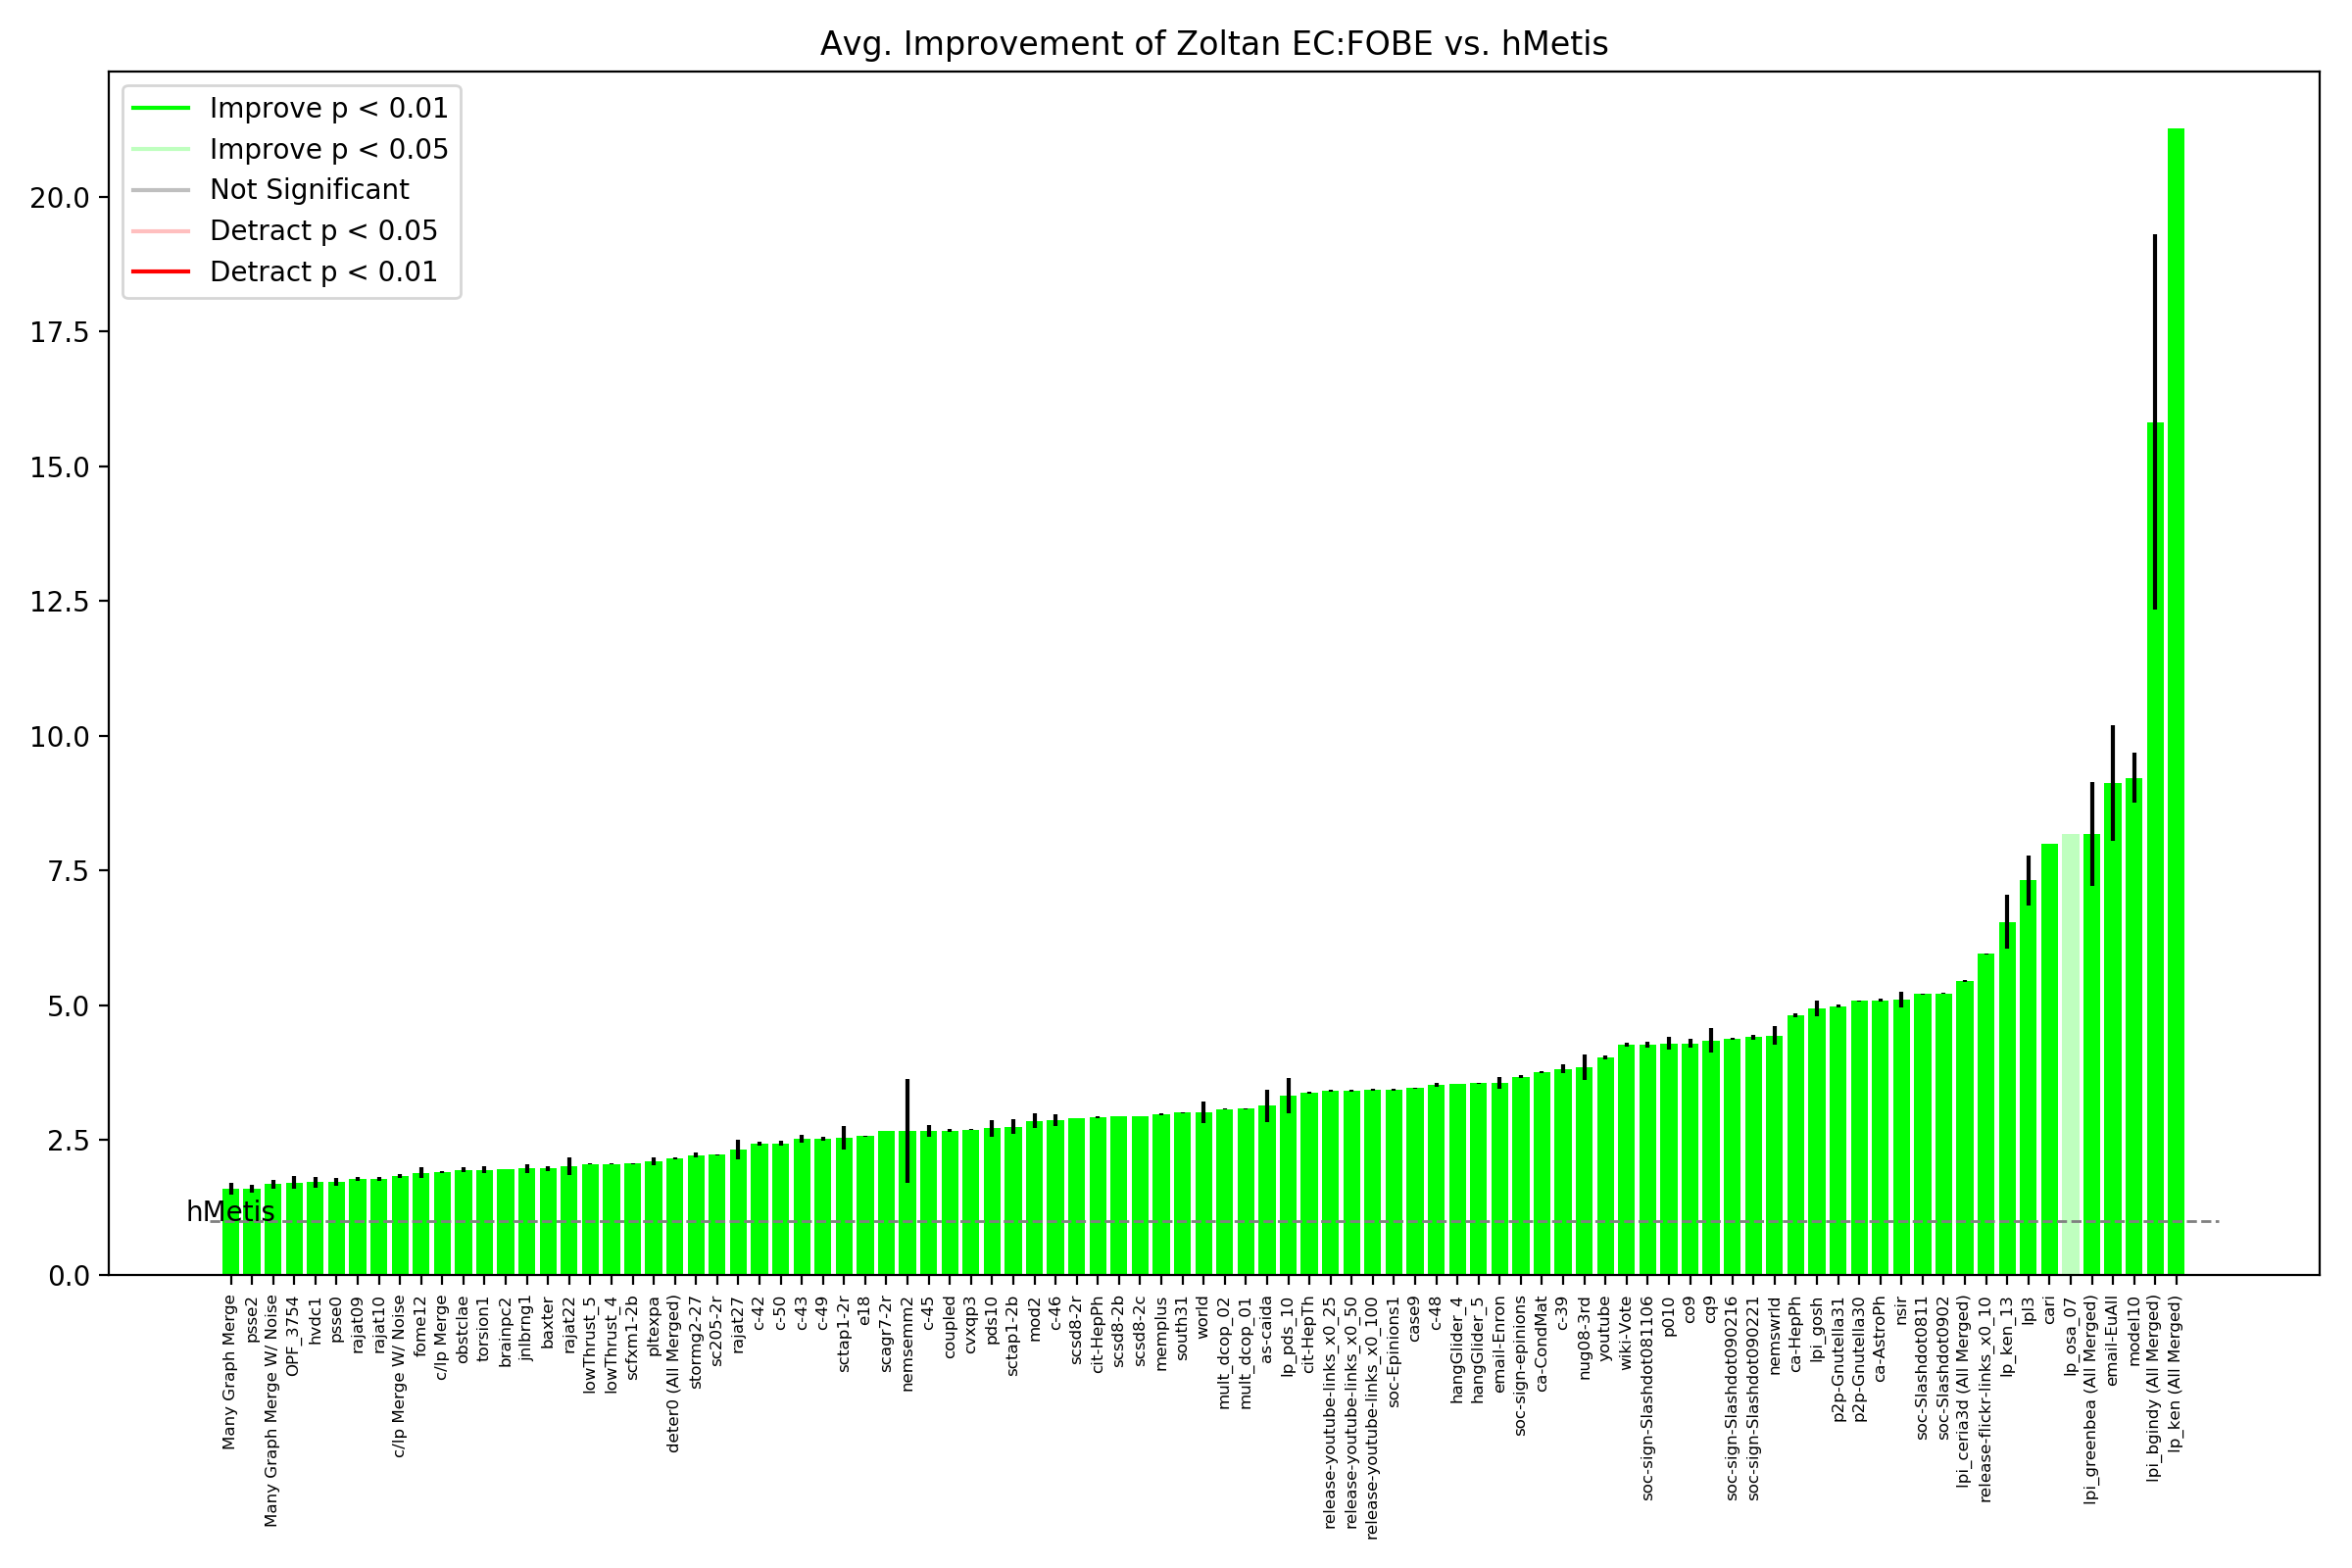 Avg. Improvement of Zoltan EC:FOBE vs. hMetis
Improve p < 0.01
Improve p < 0.05
Not Significant
Detract p < 0.05
Detract p < 0.01
20.0
17.5
15.0
12.5
10.0
7.5
5.0
2.5
0.0
hMetis
Many Graph Merge
psse2
Many Graph Merge W/ Noise
OPF_3754
hvdc1
psse0
rajat09
rajat10
c/lp Merge W/ Noise
fome12
c/lp Merge
obstclae
torsion1
brainpc2
jnlbrng1
baxter
rajat22
lowThrust_5
lowThrust_4
scfxm1-2b
pltexpa
deter0 (All Merged)
stormg2-27
sc205-2r
rajat27
c-42
c-50
c-43
c-49
sctap1-2r
e18
scagr7-2r
nemsemm2
c-45
coupled
cvxqp3
pds10
sctap1-2b
mod2
c-46
scsd8-2r
cit-HepPh
scsd8-2b
scsd8-2c
memplus
south31
world
mult_dcop_02
mult_dcop_01
as-caida
lp_pds_10
cit-HepTh
release-youtube-links_x0_25
release-youtube-links_x0_50
release-youtube-links_x0_100
soc-Epinions1
case9
c-48
hangGlider_4
hangGlider_5
email-Enron
soc-sign-epinions
ca-CondMat
c-39
nug08-3rd
youtube
wiki-Vote
soc-sign-Slashdot081106
p010
co9
cq9
soc-sign-Slashdot090216
soc-sign-Slashdot090221
nemswrld
ca-HepPh
lpi_gosh
p2p-Gnutella31
p2p-Gnutella30
ca-AstroPh
nsir
soc-Slashdot0811
soc-Slashdot0902
lpi_ceria3d (All Merged)
release-flickr-links_x0_10
lp_ken_13
lpl3
cari
lp_osa_07
lpi_greenbea (All Merged)
email-EuAll
model10
lpi_bgindy (All Merged)
lp_ken (All Merged)